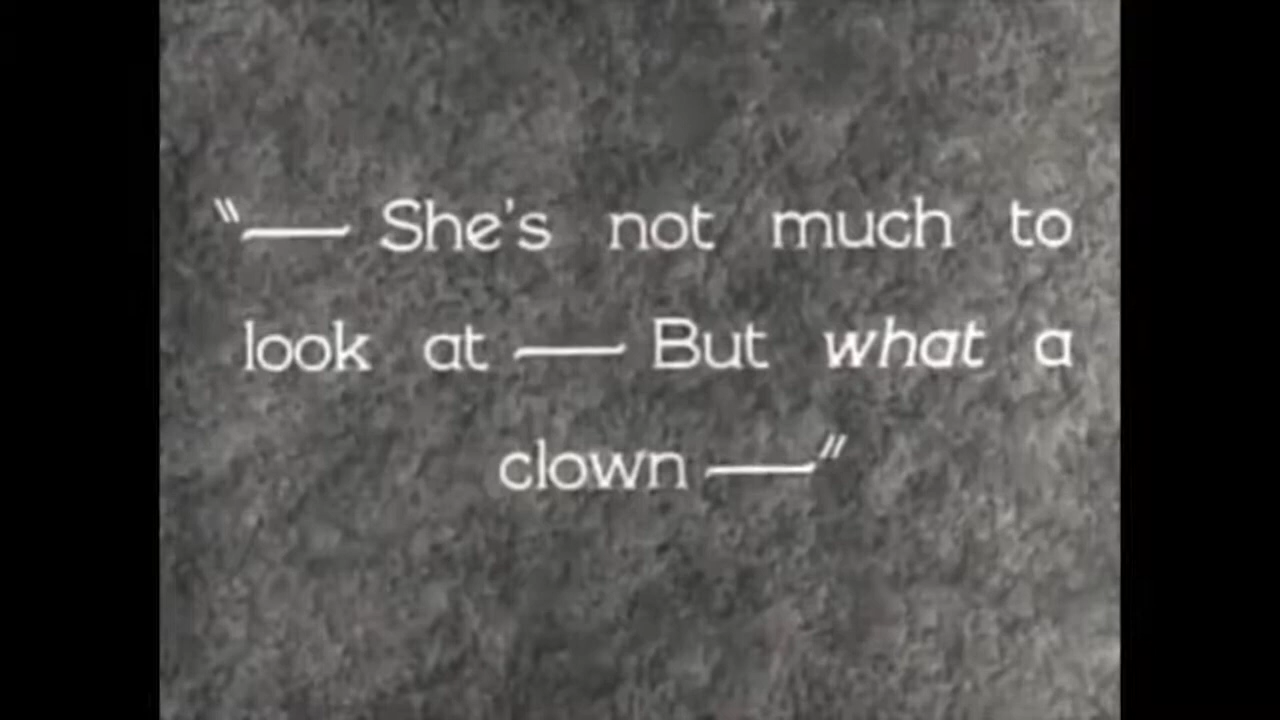 "— She's not much to
look at — But what a
clown —"